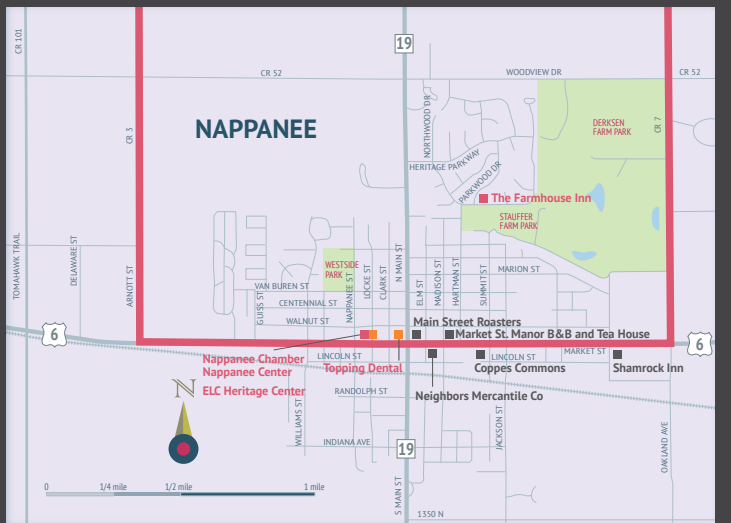 CR 101
19
CR 52
WOODVIEW DR
CR 52
NAPPANEE
CR 3
NORTHWOOD DR
DERKSEN
FARM PARK
CR 7
HERITAGE PARKWAY
PARKWOOD DR
The Farmhouse Inn
STAUFFER
FARM PARK
TOMAHAWK TRAIL
DELAWARE ST
ARNOTT ST
WESTSIDE
PARK
NAPPANEE ST
LOCKE ST
CLARK ST
N MAIN ST
ELM ST
MADISON ST
HARTMAN ST
SUMMIT ST
MARION ST
VAN BUREN ST
GUISS ST
CENTENNIAL ST
WALNUT ST
Main Street Roasters
Market St. Manor B&B and Tea House
6
6
LINCOLN ST
LINCOLN ST
MARKET ST
Nappanee Chamber
Nappanee Center
Topping Dental
Coppes Commons
Shamrock Inn
N
ELC Heritage Center
RANDOLPH ST
Neighbors Mercantile Co
WILLIAMS ST
JACKSON ST
INDIANA AVE
19
OAKLAND AVE
0
1/4 mile
1/2 mile
1 mile
S MAIN ST
1350 N